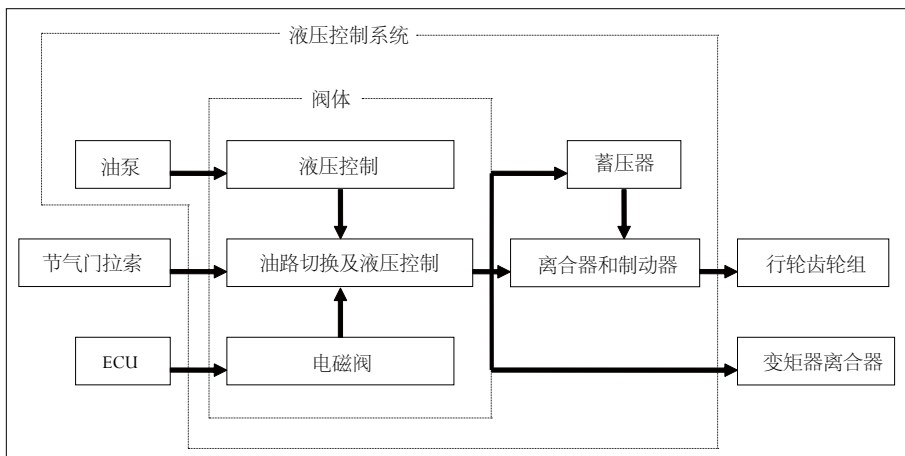 液压控制系统
阀体
油泵
液压控制
蓄压器
节气门拉索
油路切换及液压控制
离合器和制动器
行轮齿轮组
ECU
电磁阀
变矩器离合器